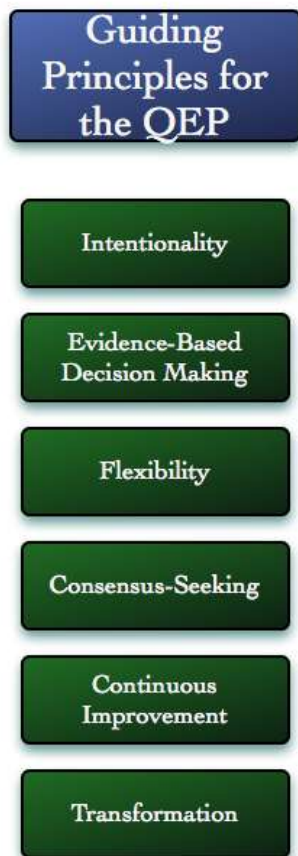 Guiding
Principles for
the QEP
Intentionality
Evidence-Based
Decision Making
Flexibility
Consensus-Seeking
Continuous
Improvement
Transformation